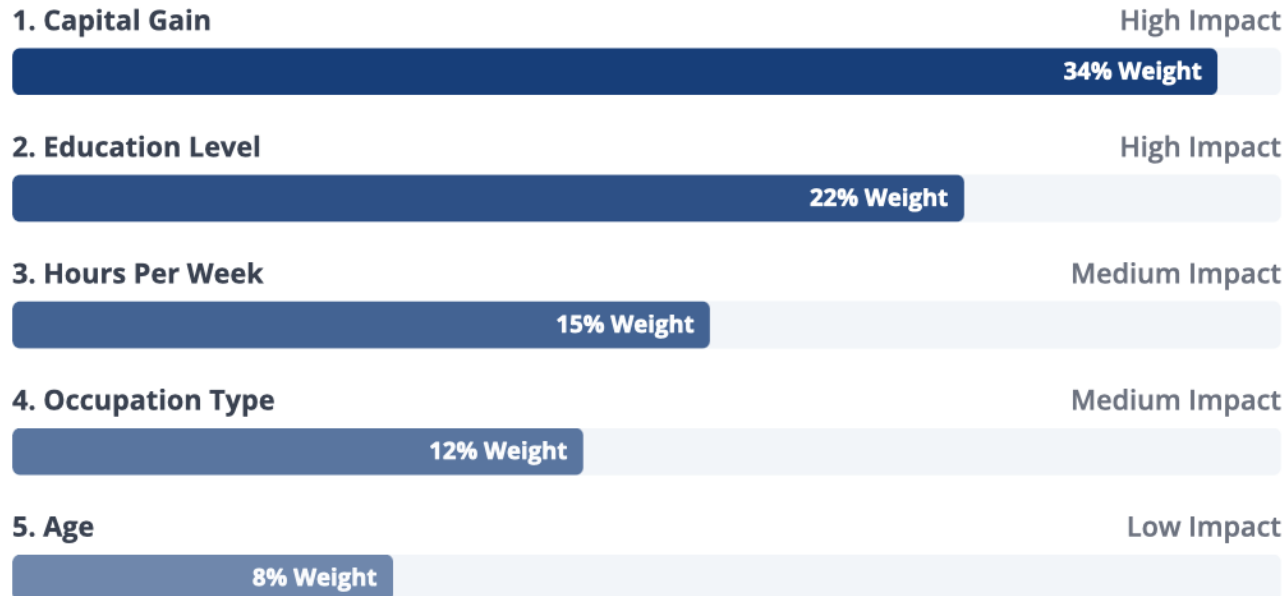 1. Capital Gain High Impact
34% Weight
2. Education Level High Impact
22% Weight
3. Hours Per Week Medium Impact
15% Weight
4. Occupation Type Medium Impact
12% Weight
5. Age Low Impact
8% Weight